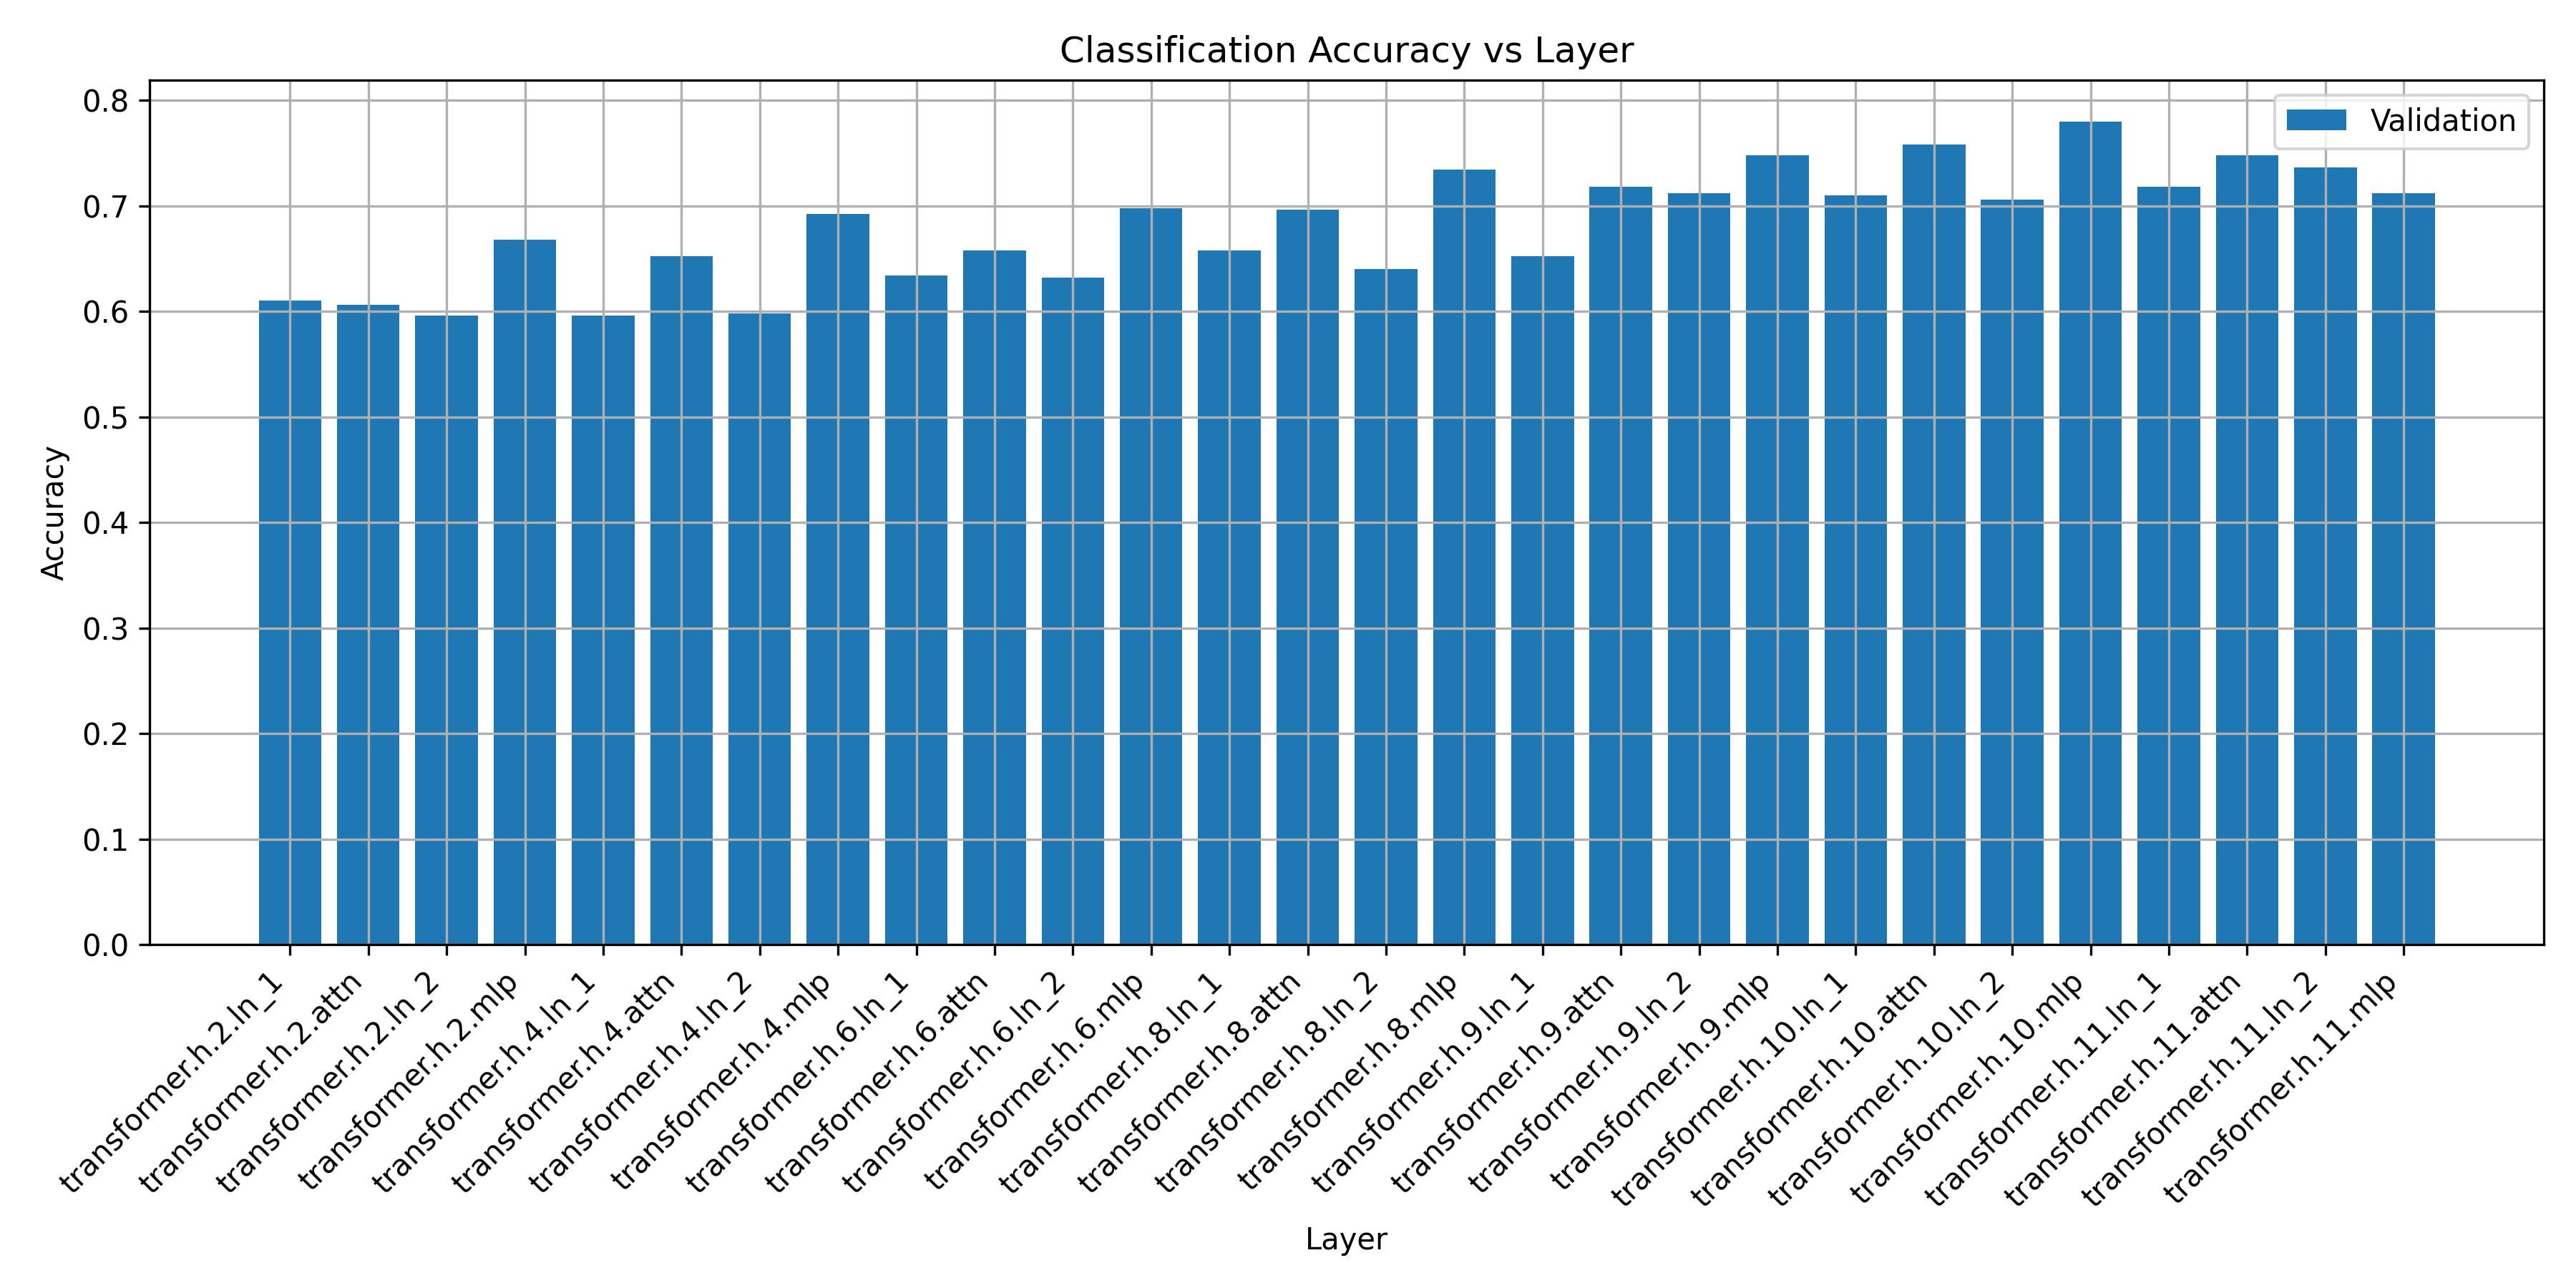 Classification Accuracy vs Layer
Validation
0.8
0.7
0.6
0.5
0.4
0.3
0.2
0.1
0.0
Accuracy
transformer.h.2.ln_1
transformer.h.2.attn
transformer.h.2.ln_2
transformer.h.2.mlp
transformer.h.4.ln_1
transformer.h.4.attn
transformer.h.4.ln_2
transformer.h.4.mlp
transformer.h.6.ln_1
transformer.h.6.attn
transformer.h.6.ln_2
transformer.h.6.mlp
transformer.h.8.ln_1
transformer.h.8.attn
transformer.h.8.ln_2
transformer.h.8.mlp
transformer.h.9.ln_1
transformer.h.9.attn
transformer.h.9.ln_2
transformer.h.9.mlp
transformer.h.10.ln_1
transformer.h.10.attn
transformer.h.10.ln_2
transformer.h.10.mlp
transformer.h.11.ln_1
transformer.h.11.attn
transformer.h.11.ln_2
transformer.h.11.mlp
Layer